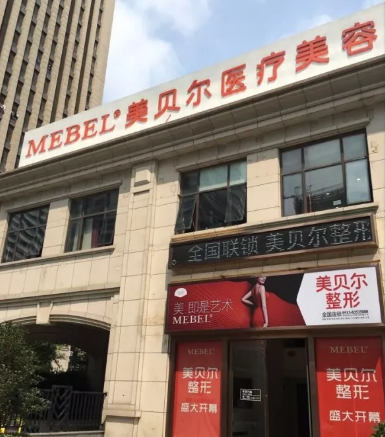 MEBEL® 美贝尔医疗美容
全国联锁 美贝尔整形
美 即是艺术
MEBEL
美贝尔
整形
MEBEL
美贝尔
整形
盛大开幕
MEBEL
美贝尔
整形
盛大开幕